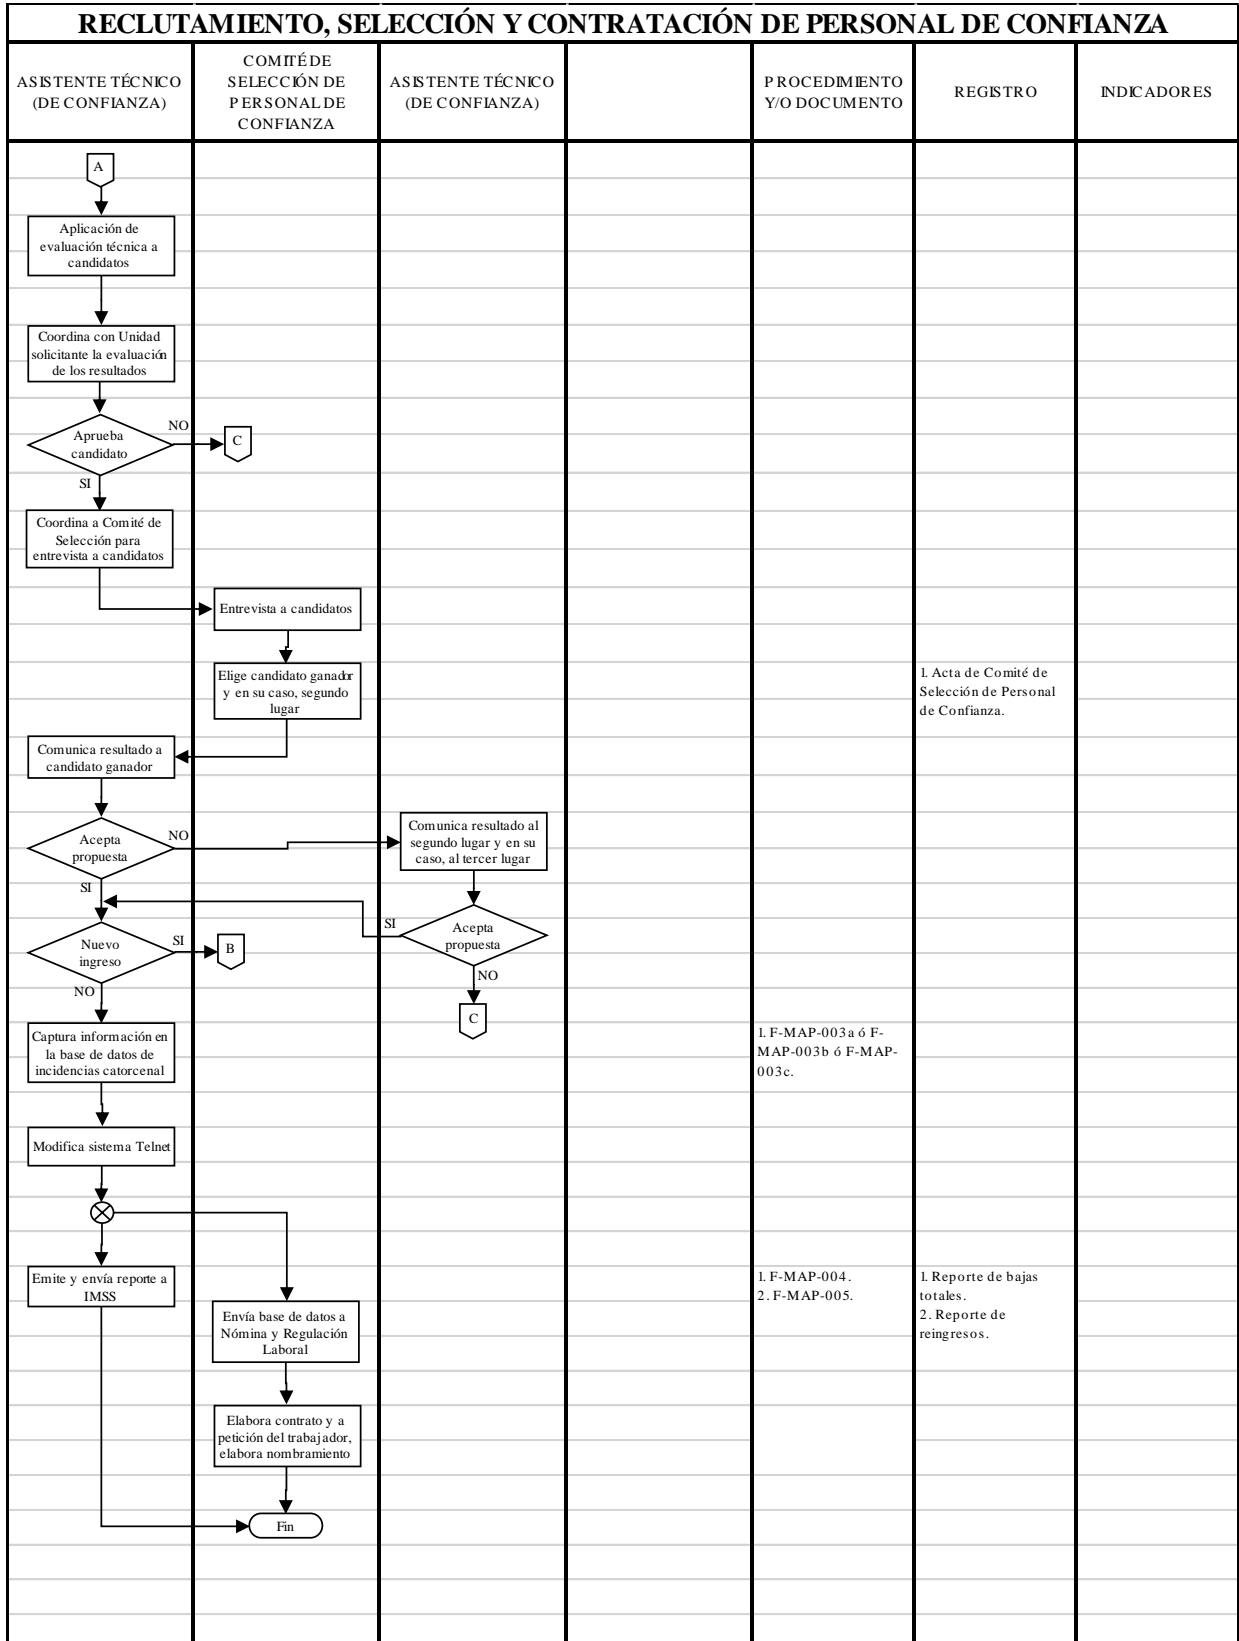 RECLUTAMIENTO, SELECCIÓN Y CONTRATACIÓN DE PERSONAL DE CONFIANZA
ASISTENTE TÉCNICO
(DE CONFIANZA)
COMITÉ DE
SELECCIÓN DE
PERSONAL DE
CONFIANZA
ASISTENTE TÉCNICO
(DE CONFIANZA)
PROCEDIMIENTO
Y/O DOCUMENTO
REGISTRO
INDICADORES
A
Aplicación de
evaluación técnica a
candidatos
Coordina con Unidad
solicitante la evaluación
de los resultados
Aprueba
candidato
NO
C
SI
Coordina a Comité de
Selección para
entrevista a candidatos
Entrevista a candidatos
Elige candidato ganador
y en su caso, segundo
lugar
1. Acta de Comité de
Selección de Personal
de Confianza.
Comunica resultado a
candidato ganador
Acepta
propuesta
NO
Comunica resultado al
segundo lugar y en su
caso, al tercer lugar
SI
SI
Acepta
propuesta
Nuevo
ingreso
SI
B
NO
NO
C
Captura información en
la base de datos de
incidencias catorcenal
1. F-MAP-003a ó F-
MAP-003b ó F-MAP-
003c.
Modifica sistema Telnet
Emite y envía reporte a
IMSS
1. F-MAP-004.
2. F-MAP-005.
1. Reporte de bajas
totales.
2. Reporte de
reingresos.
Envía base de datos a
Nómina y Regulación
Laboral
Elabora contrato y a
petición del trabajador,
elabora nombramiento
Fin